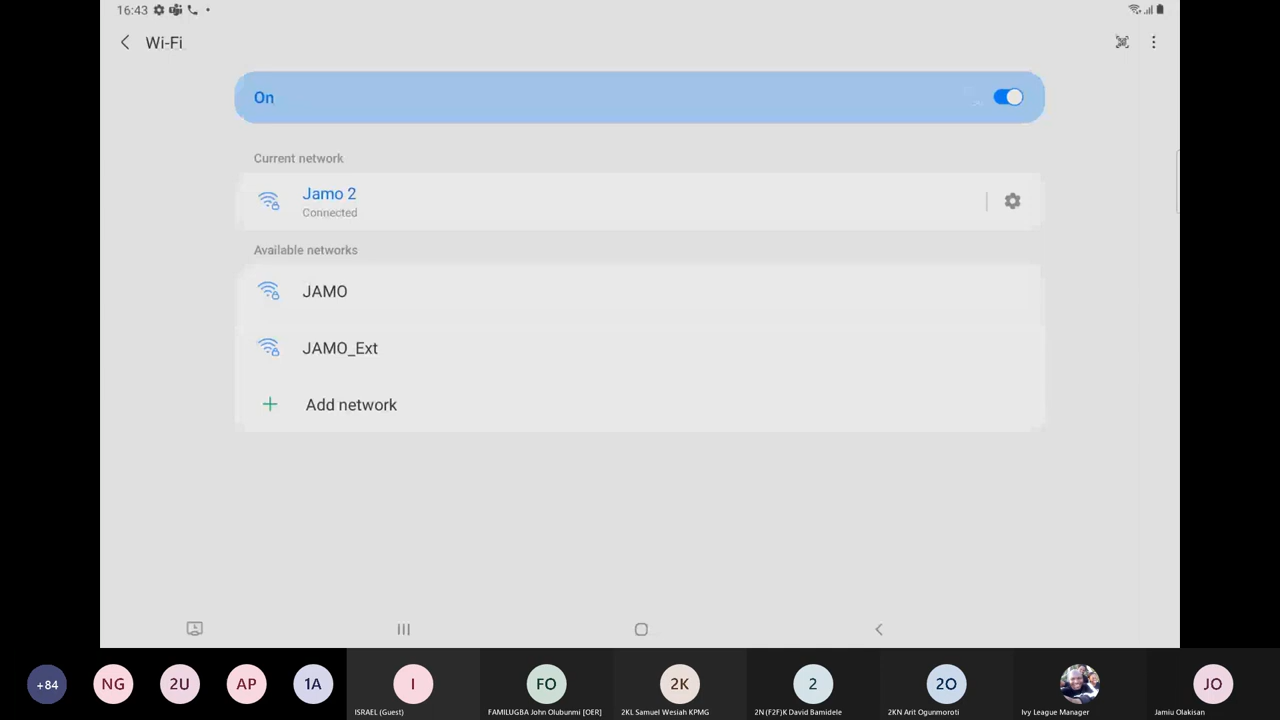 16:43
Wi-Fi
On
Current network
Jamo 2
Connected
Available networks
JAMO
JAMO_Ext
Add network
+84
NG
2U
AP
1A
I
FO
2K
2
2O
JO
ISRAEL (Guest)
FAMILUGBA John Olubunmi [OER]
2KL Samuel Wesiah KPMG
2N (F2F)K David Bamidele
2KN Arit Ogunmoroti
Ivy League Manager
Jamiu Olakisan